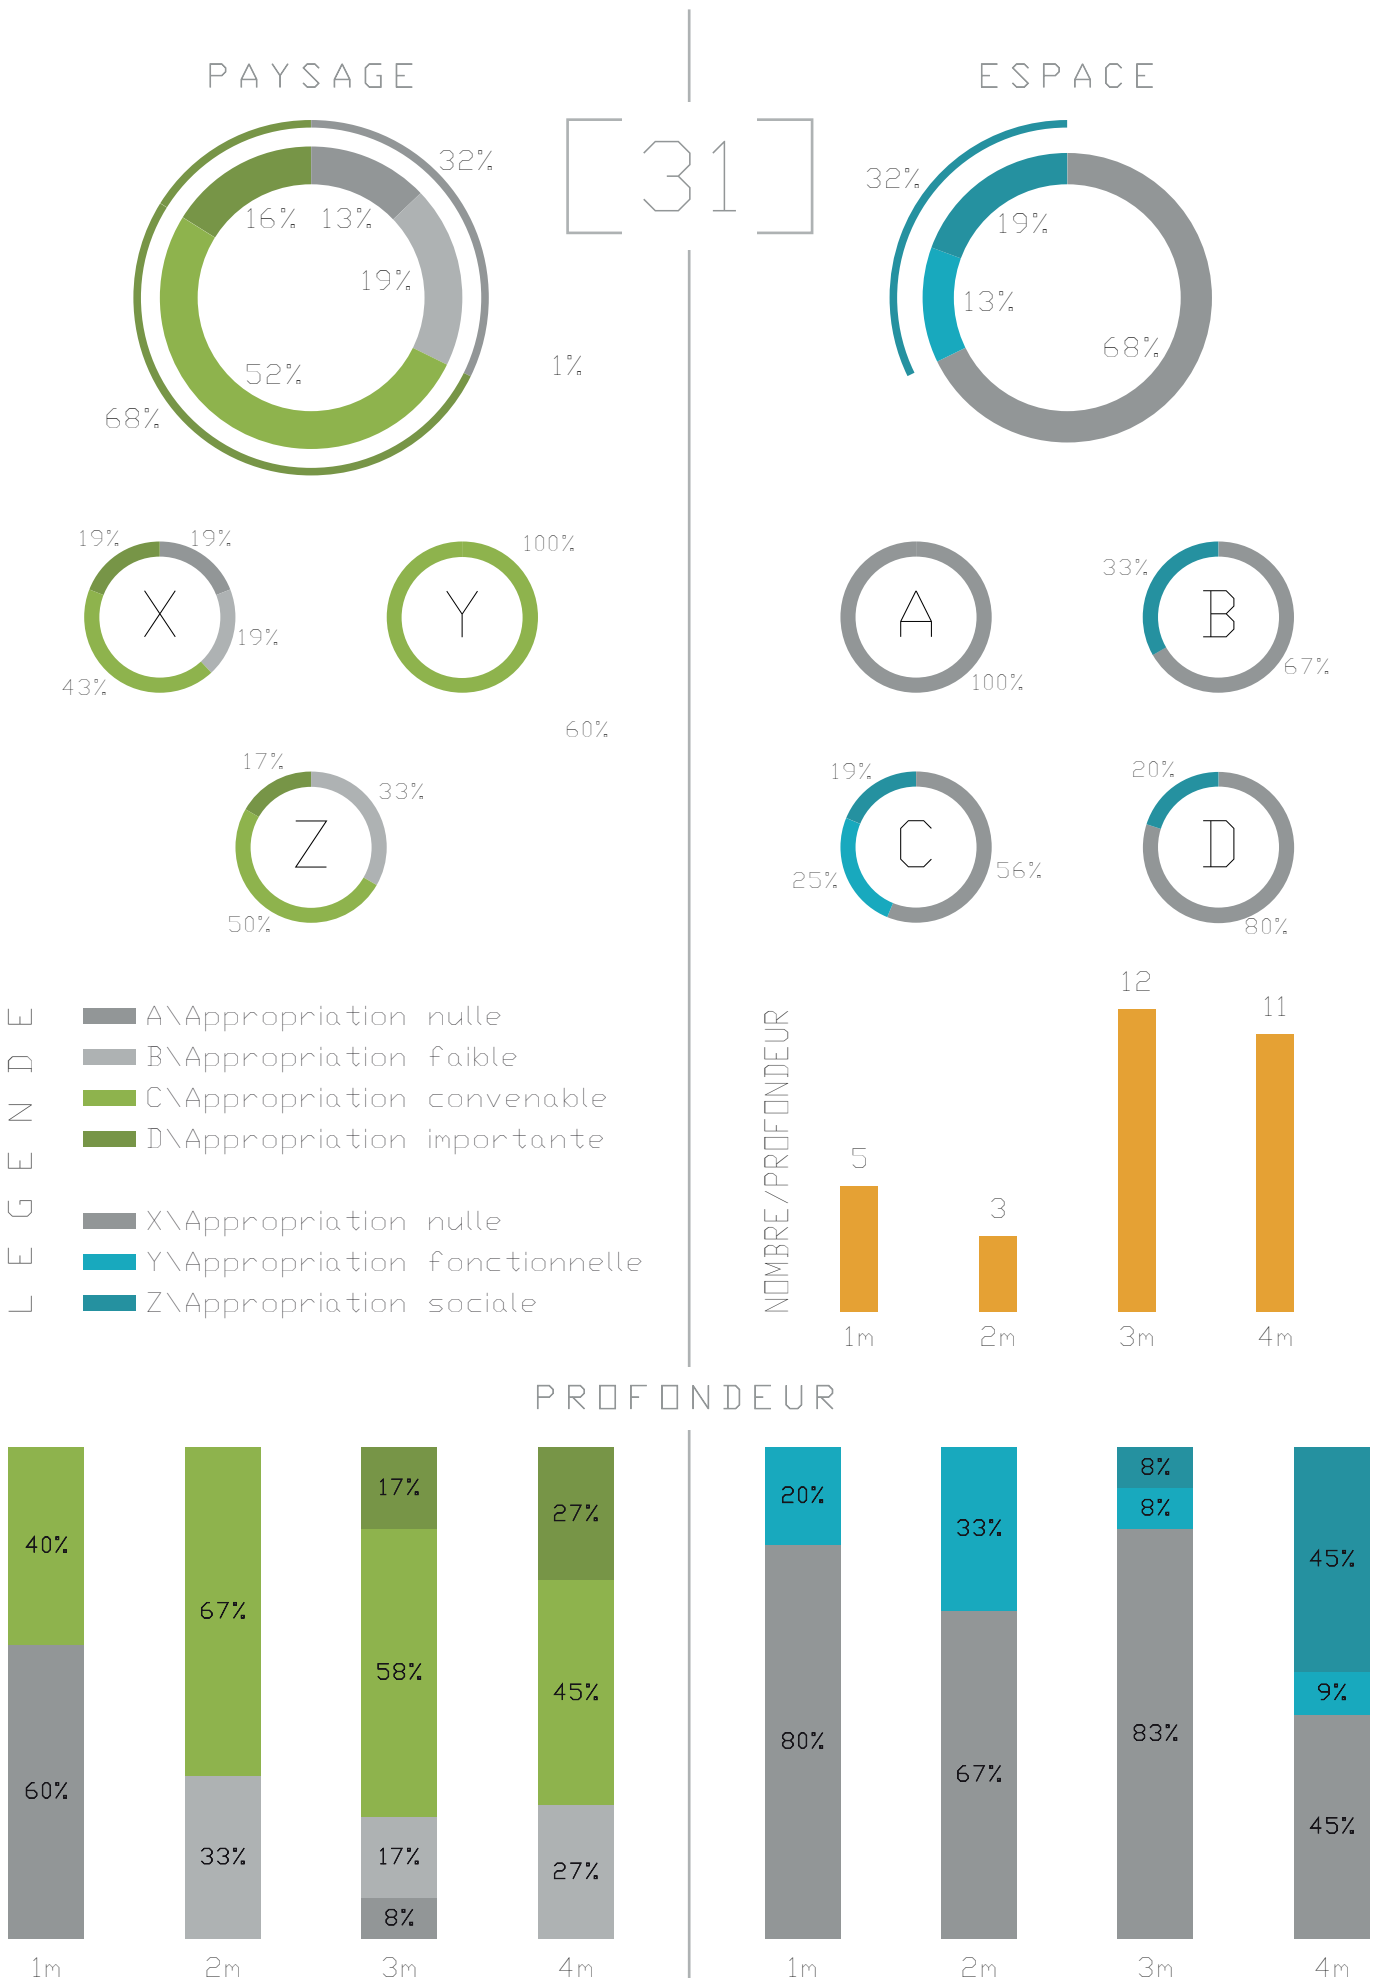 PAYSAGE
ESPACE
31
32%
16%
13%
19%
52%
68%
1%
32%
19%
13%
68%
19%
19%
X
19%
43%
100%
Y
60%
17%
33%
Z
50%
A
100%
33%
B
67%
19%
C
25%
56%
20%
D
80%
LEGENDE
A\Appropriation nulle
B\Appropriation faible
C\Appropriation convenable
D\Appropriation importante
X\Appropriation nulle
Y\Appropriation fonctionnelle
Z\Appropriation sociale
NOMBRE/PROFONDEUR
5
3
12
11
1m
2m
3m
4m
PROFONDEUR
40%
60%
1m
67%
33%
2m
17%
58%
17%
8%
3m
27%
45%
27%
4m
20%
80%
1m
33%
67%
2m
8%
8%
83%
3m
45%
9%
45%
4m